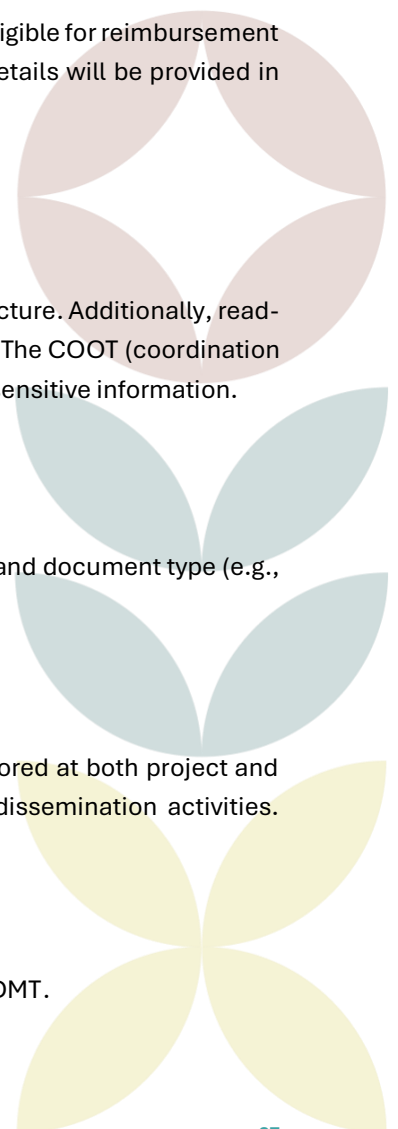 igible for reimbursement
etails will be provided in
cture. Additionally, read-
The COOT (coordination
ensitive information.
and document type (e.g.,
ored at both project and
dissemination activities.
OMT.